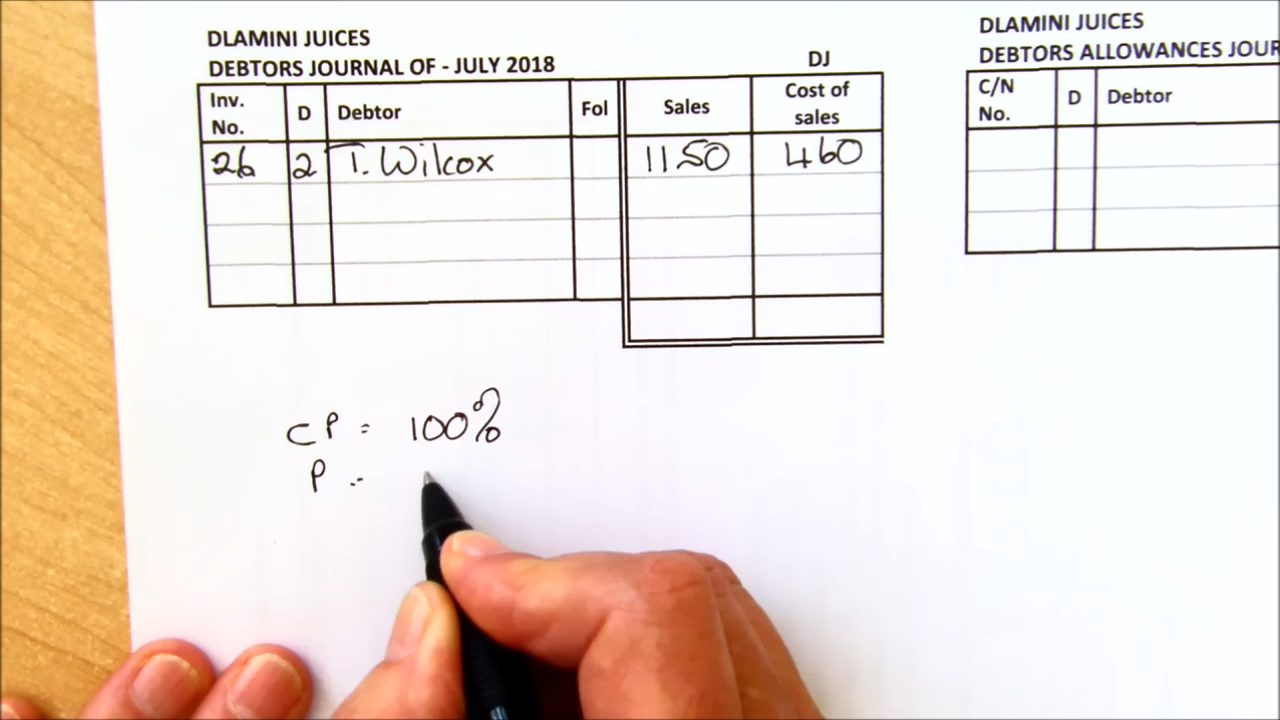 DLAMINI JUICES
DEBTORS JOURNAL OF - JULY 2018 DJ
Inv. No. D Debtor Fol Sales Cost of sales
26 2 T. Wilcox 1150 460
DLAMINI JUICES
DEBTORS ALLOWANCES JOUR
C/N No. D Debtor
CP = 100%
P =